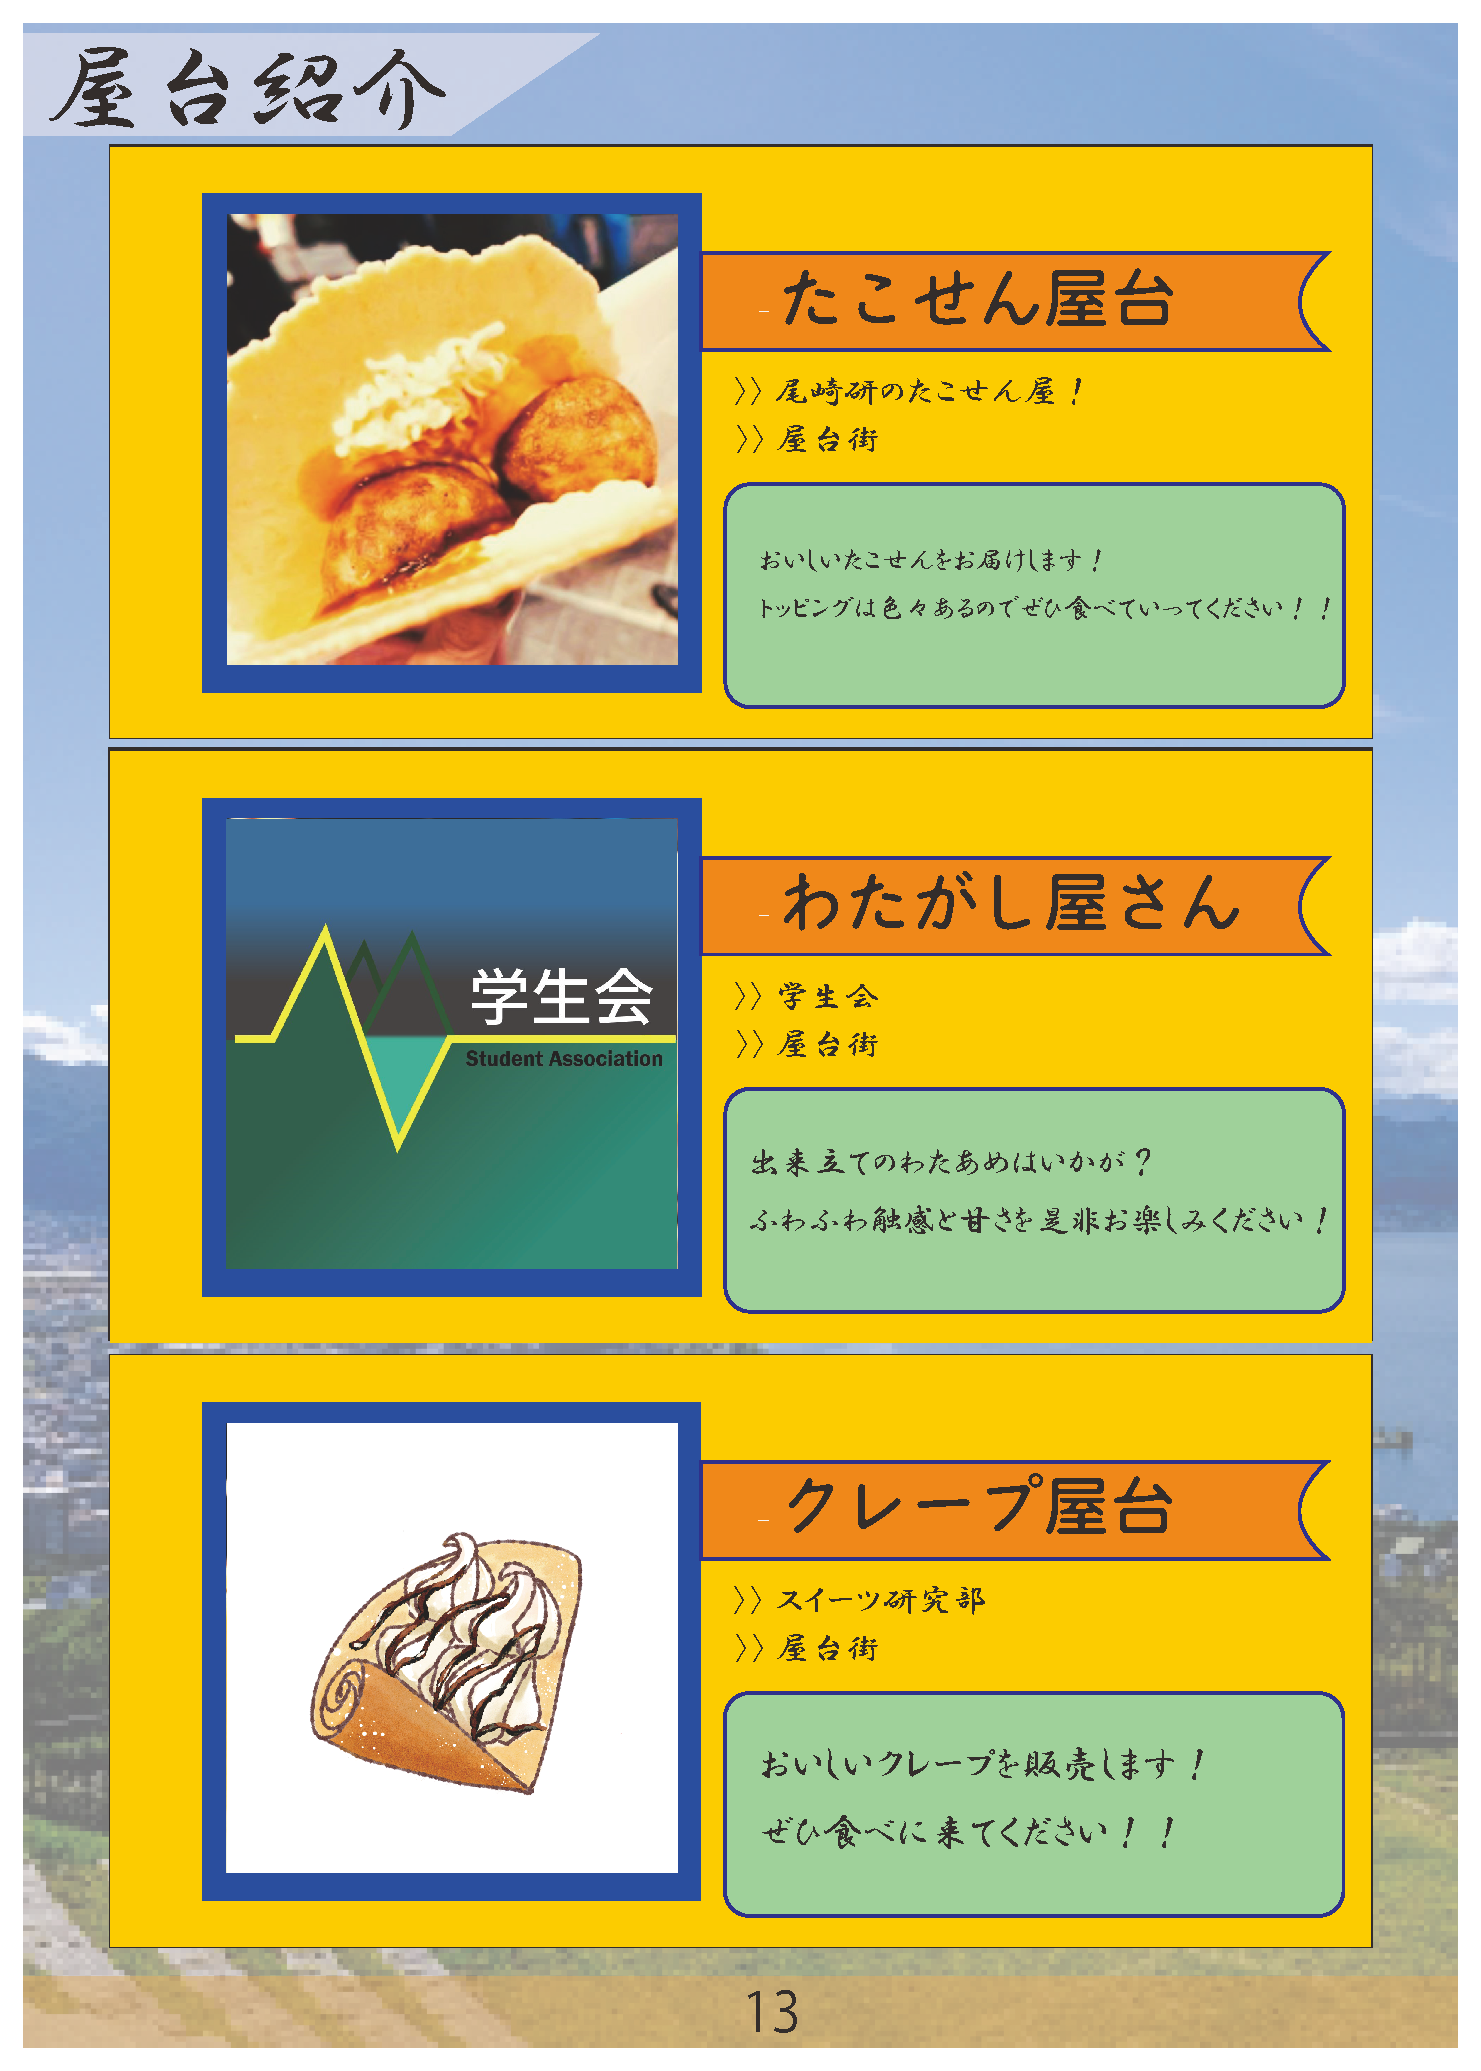 屋台紹介
たこせん屋台
>> 尾崎研のたこせん屋！
>> 屋台街
おいしいたこせんをお届けします！
トッピングは色々あるのでぜひ食べていってください！！
学生会
Student Association
わたがし屋さん
>> 学生会
>> 屋台街
出来立てのわたあめはいかが？
ふわふわ触感と甘さを是非お楽しみください！
クレープ屋台
>> スイーツ研究部
>> 屋台街
おいしいクレープを販売します！
ぜひ食べに来てください！！
13